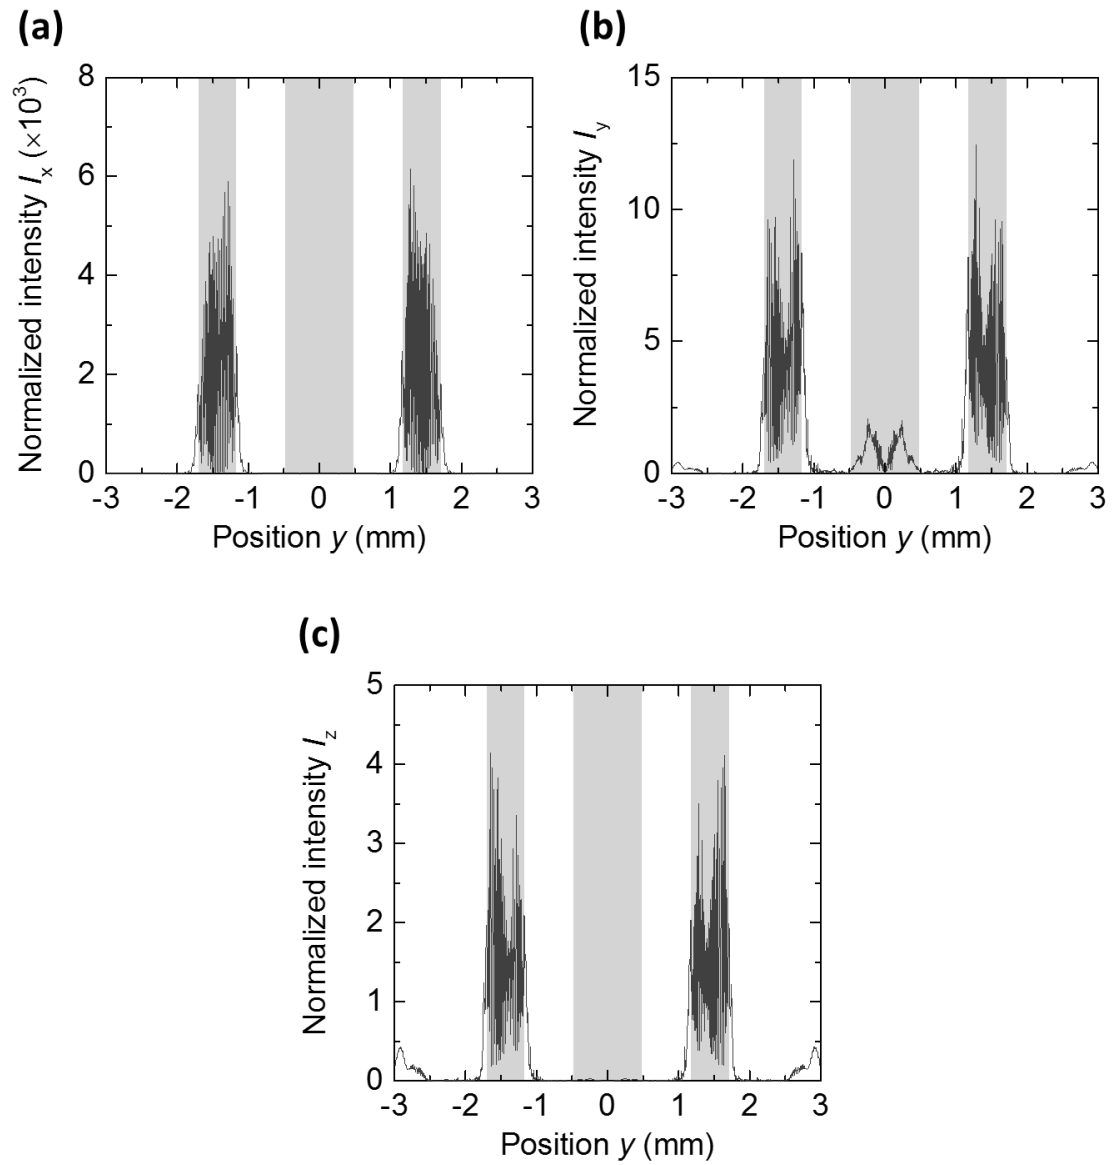 (a)
(b)
Normalized intensity Ix (×10³)
8
6
4
2
0
-3 -2 -1 0 1 2 3
Position y (mm)
Normalized intensity Iy
15
10
5
0
-3 -2 -1 0 1 2 3
Position y (mm)
(c)
Normalized intensity Iz
5
4
3
2
1
0
-3 -2 -1 0 1 2 3
Position y (mm)